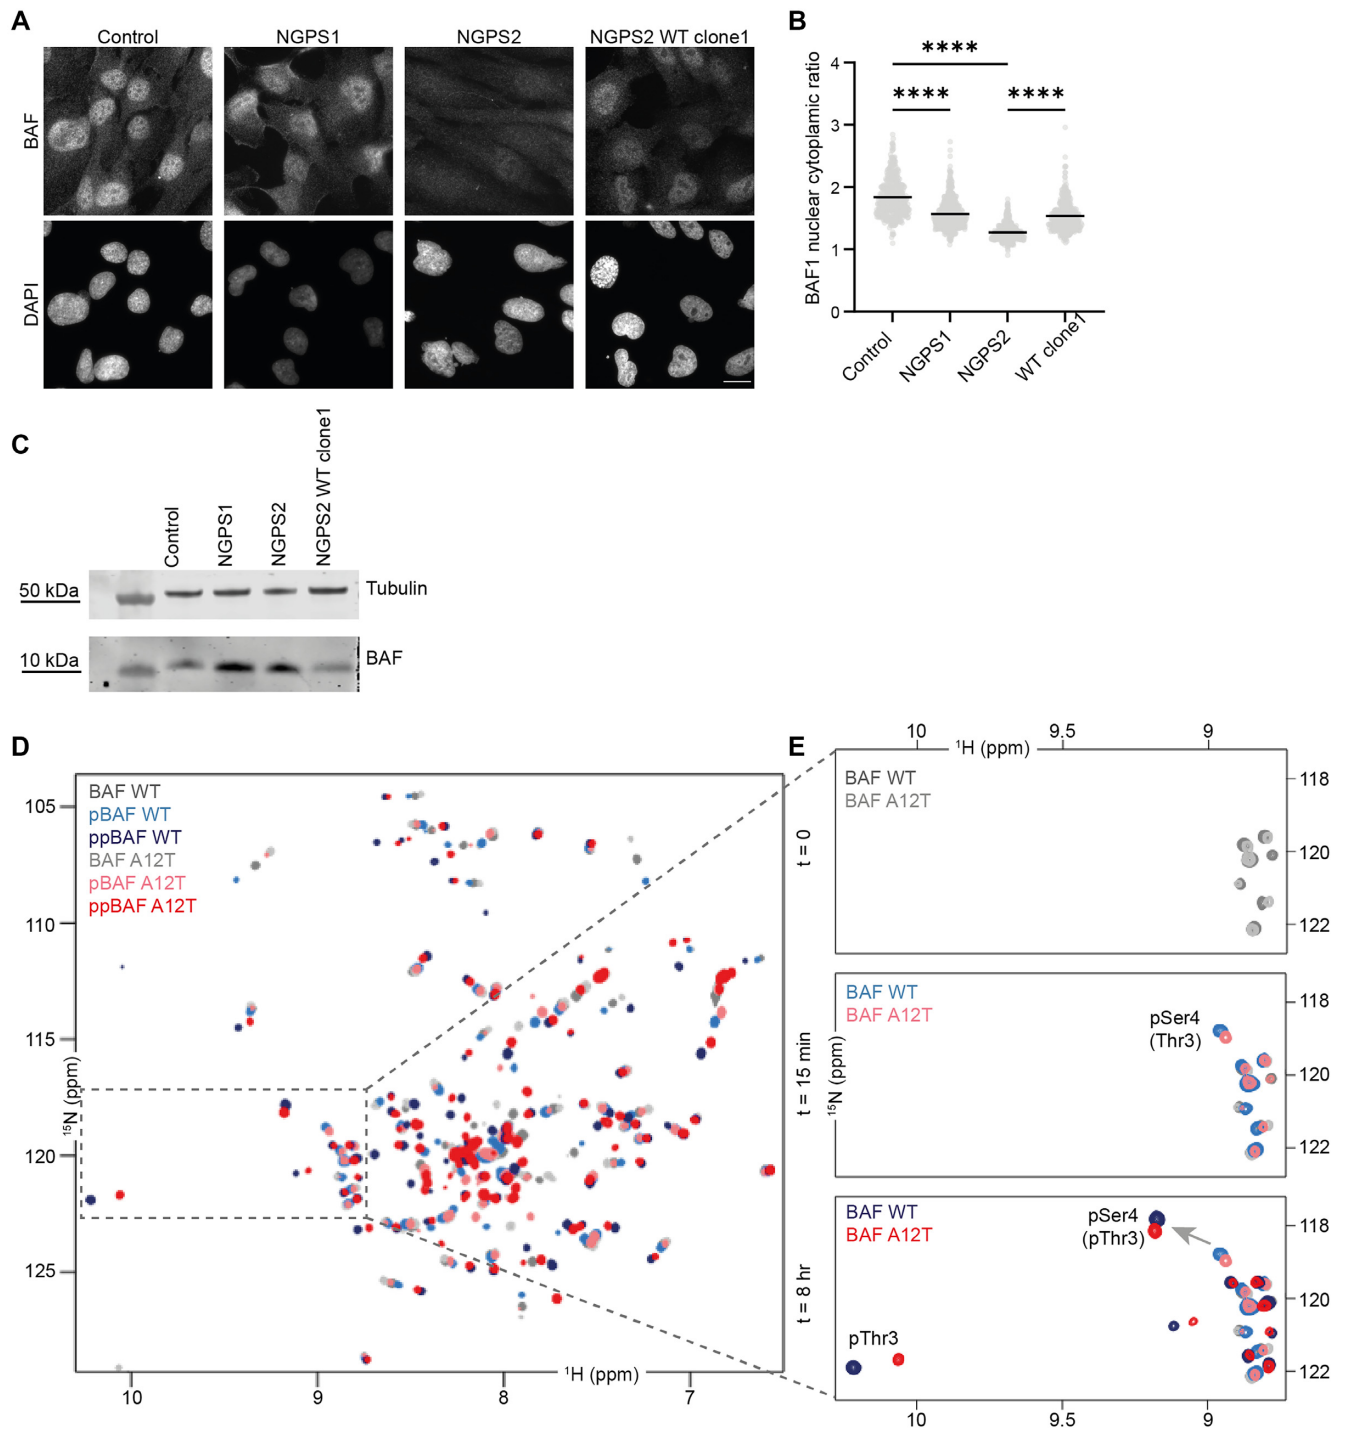 A
Control
NGPS1
NGPS2
NGPS2 WT clone1
BAF
DAPI
B
****
****
****
BAF1 nuclear cytoplamic ratio
4
3
2
1
0
Control
NGPS1
NGPS2
WT clone1
C
Control
NGPS1
NGPS2
NGPS2 WT clone1
50 kDa
Tubulin
10 kDa
BAF
D
BAF WT
pBAF WT
ppBAF WT
BAF A12T
pBAF A12T
ppBAF A12T
105
110
115
120
125
¹⁵N (ppm)
¹H (ppm)
10
9
8
7
E
10
9.5
9
¹H (ppm)
BAF WT
BAF A12T
118
120
122
t = 0
BAF WT
BAF A12T
pSer4
(Thr3)
118
120
122
t = 15 min
¹⁵N (ppm)
BAF WT
BAF A12T
pSer4
(pThr3)
pThr3
118
120
122
t = 8 hr
10
9.5
9